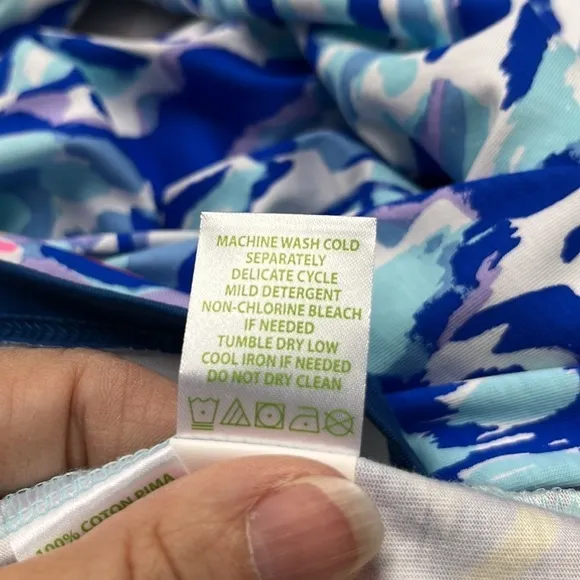 MACHINE WASH COLD
SEPARATELY
DELICATE CYCLE
MILD DETERGENT
NON-CHLORINE BLEACH
IF NEEDED
TUMBLE DRY LOW
COOL IRON IF NEEDED
DO NOT DRY CLEAN
100% COTON PIMA